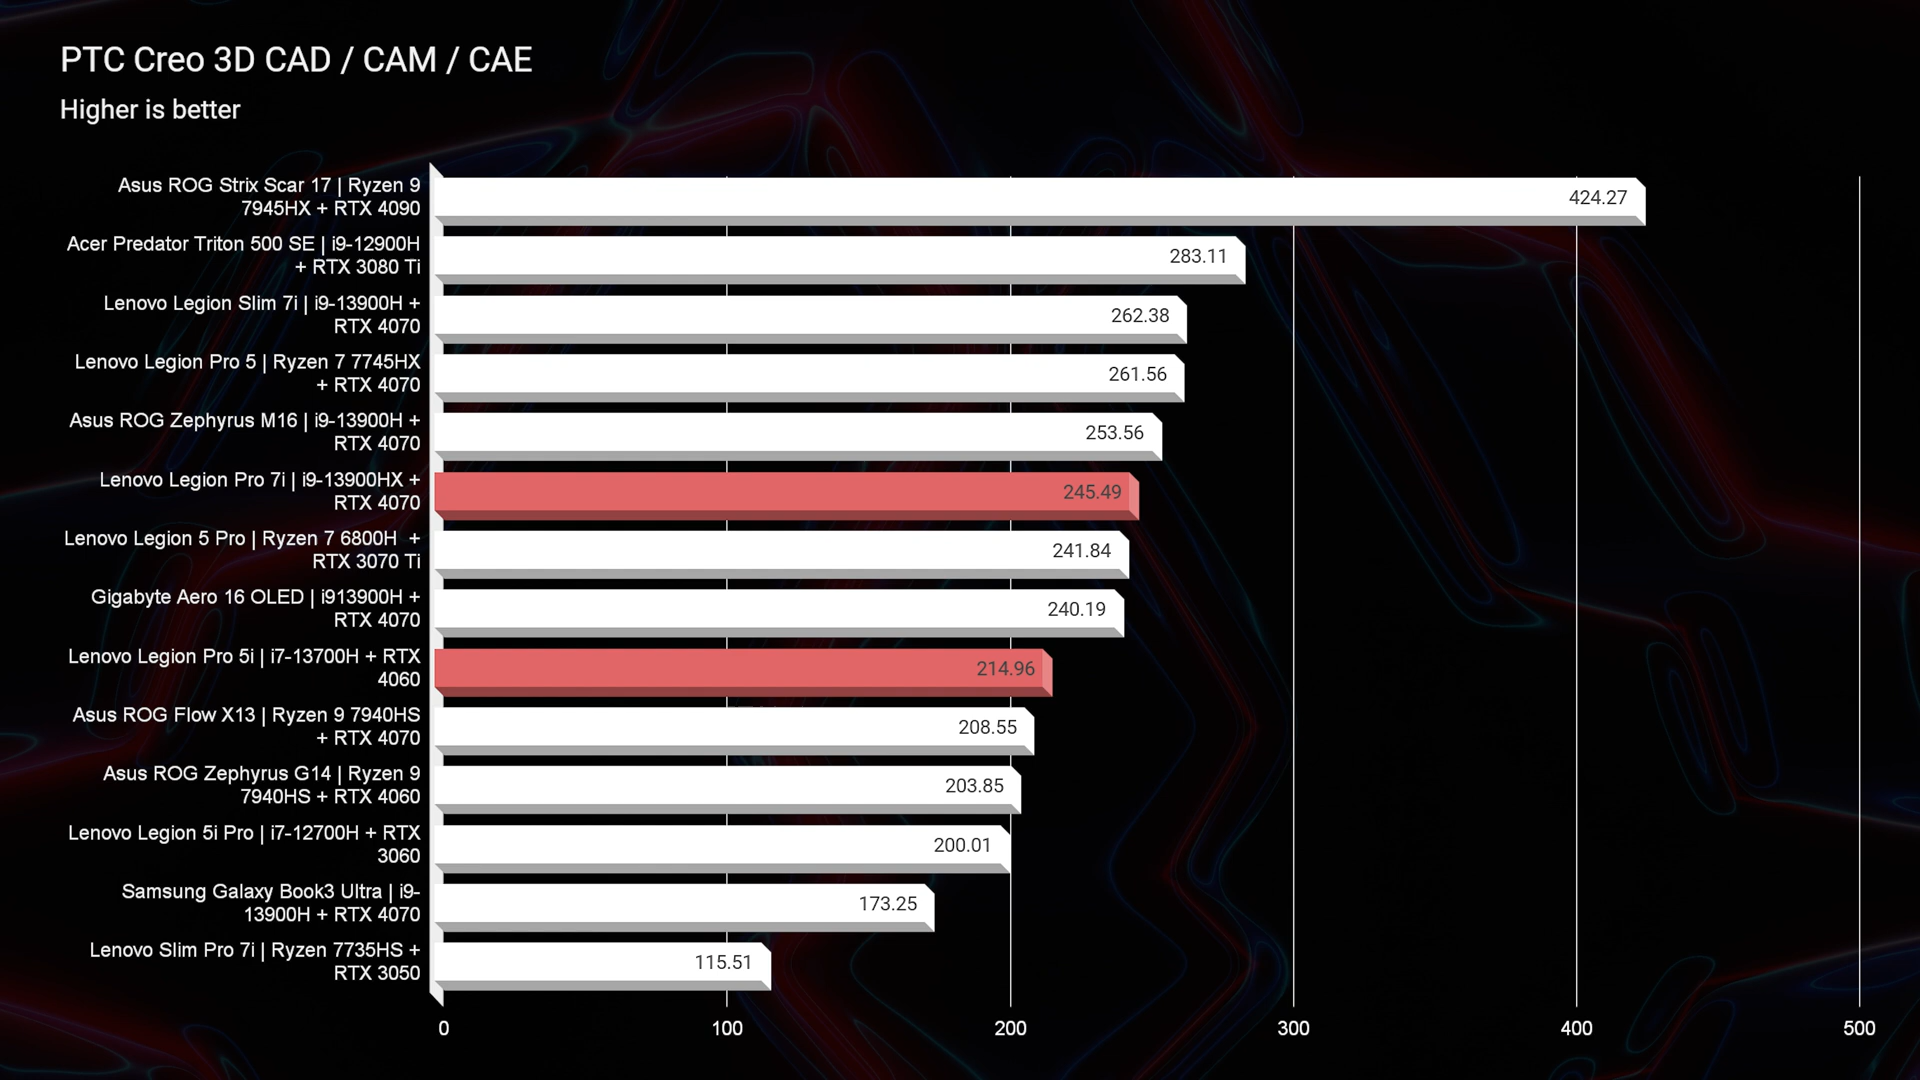 PTC Creo 3D CAD / CAM / CAE
Higher is better
Asus ROG Strix Scar 17 | Ryzen 9
7945HX + RTX 4090
424.27
Acer Predator Triton 500 SE | i9-12900H
+ RTX 3080 Ti
283.11
Lenovo Legion Slim 7i | i9-13900H +
RTX 4070
262.38
Lenovo Legion Pro 5 | Ryzen 7 7745HX
+ RTX 4070
261.56
Asus ROG Zephyrus M16 | i9-13900H +
RTX 4070
253.56
Lenovo Legion Pro 7i | i9-13900HX +
RTX 4070
245.49
Lenovo Legion 5 Pro | Ryzen 7 6800H +
RTX 3070 Ti
241.84
Gigabyte Aero 16 OLED | i913900H +
RTX 4070
240.19
Lenovo Legion Pro 5i | i7-13700H + RTX
4060
214.96
Asus ROG Flow X13 | Ryzen 9 7940HS
+ RTX 4070
208.55
Asus ROG Zephyrus G14 | Ryzen 9
7940HS + RTX 4060
203.85
Lenovo Legion 5i Pro | i7-12700H + RTX
3060
200.01
Samsung Galaxy Book3 Ultra | i9-
13900H + RTX 4070
173.25
Lenovo Slim Pro 7i | Ryzen 7735HS +
RTX 3050
115.51
0 100 200 300 400 500